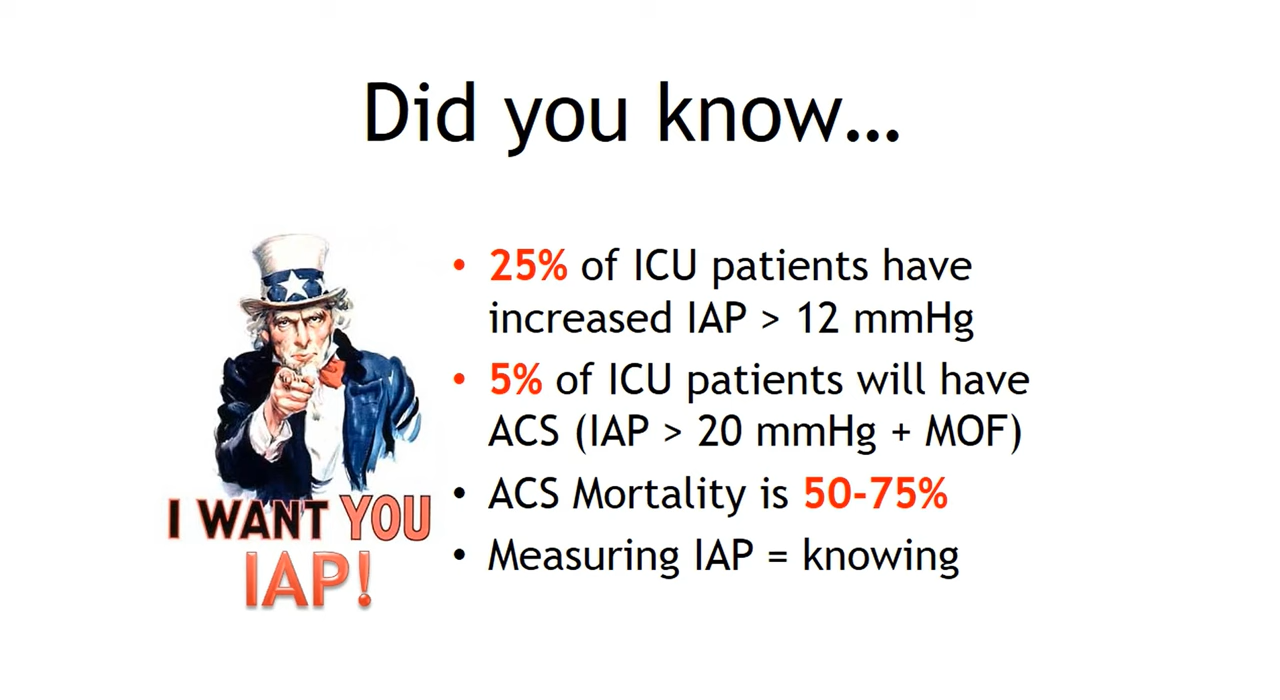 Did you know...
• 25% of ICU patients have
increased IAP > 12 mmHg
• 5% of ICU patients will have
ACS (IAP > 20 mmHg + MOF)
• ACS Mortality is 50-75%
• Measuring IAP = knowing
I WANT YOU
IAP!